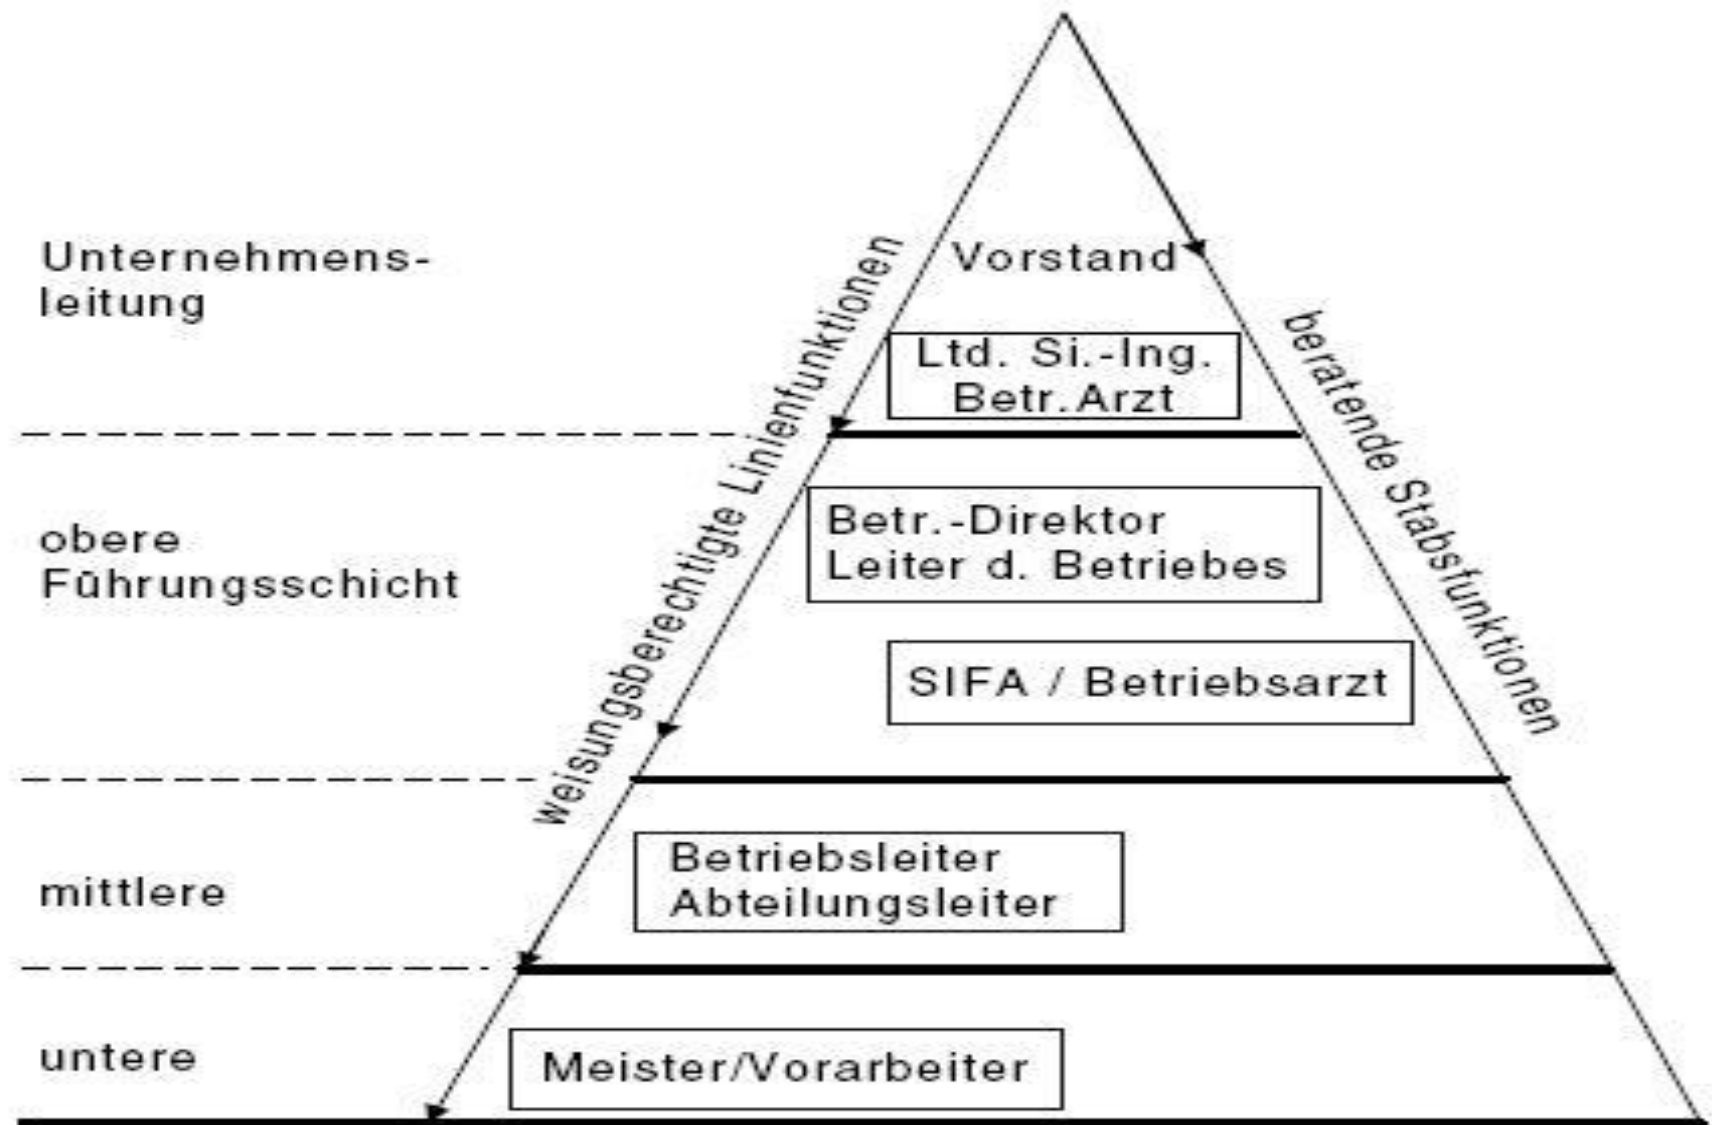 Unternehmens-
leitung
Vorstand
Ltd. Si.-Ing.
Betr.Arzt
weisungsberechtigte Linienfunktionen
beratende Stabsfunktionen
obere
Führungsschicht
Betr.-Direktor
Leiter d. Betriebes
SIFA / Betriebsarzt
mittlere
Betriebsleiter
Abteilungsleiter
untere
Meister/Vorarbeiter